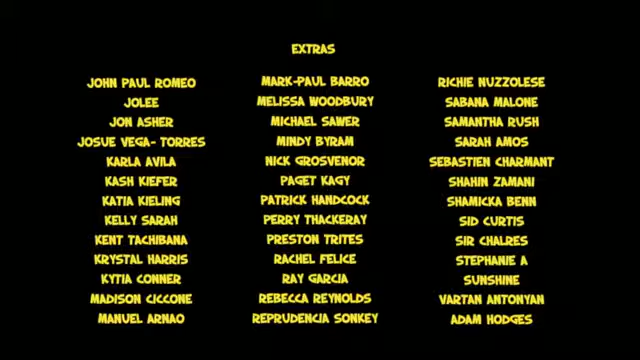 EXTRAS
JOHN PAUL ROMEO
JOLEE
JON ASHER
JOSUE VEGA- TORRES
KARLA AVILA
KASH KIEFER
KATIA KIELING
KELLY SARAH
KENT TACHIBANA
KRYSTAL HARRIS
KYTIA CONNER
MADISON CICCONE
MANUEL ARNAO
MARK-PAUL BARRO
MELISSA WOODBURY
MICHAEL SAWER
MINDY BYRAM
NICK GROSVENOR
PAGET KAGY
PATRICK HANDCOCK
PERRY THACKERAY
PRESTON TRITES
RACHEL FELICE
RAY GARCIA
REBECCA REYNOLDS
REPRUDENCIA SONKEY
RICHIE NUZZOLESE
SABANA MALONE
SAMANTHA RUSH
SARAH AMOS
SEBASTIEN CHARMANT
SHAHIN ZAMANI
SHAMICKA BENN
SID CURTIS
SIR CHALRES
STEPHANIE A
SUNSHINE
VARTAN ANTONYAN
ADAM HODGES